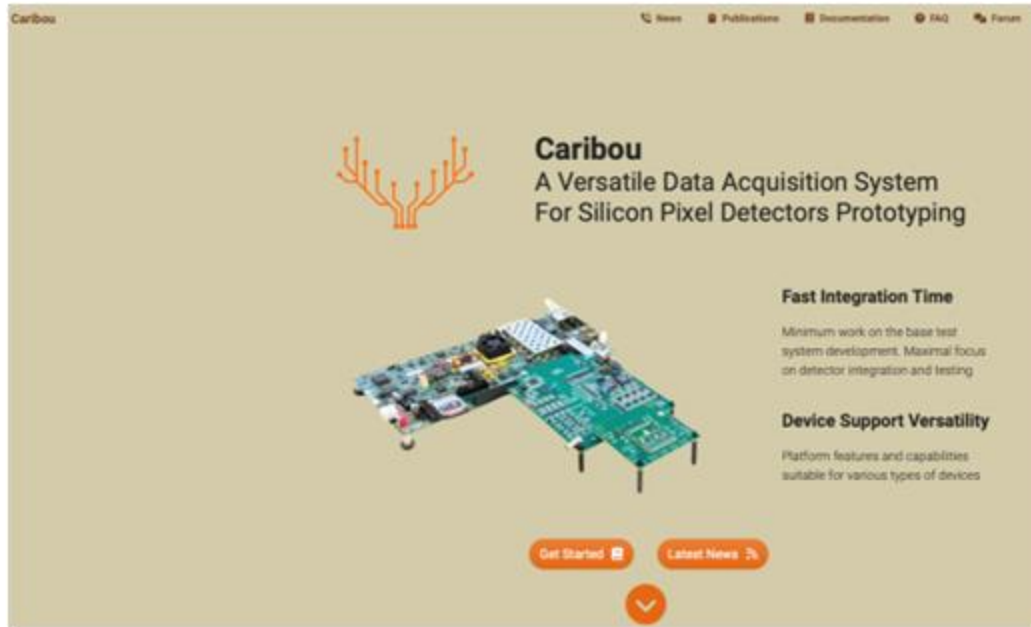 Caribou
News
Publications
Documentation
FAQ
Forum
Caribou
A Versatile Data Acquisition System
For Silicon Pixel Detectors Prototyping
Fast Integration Time
Minimum work on the base test
system development. Maximal focus
on detector integration and testing
Device Support Versatility
Platform features and capabilities
suitable for various types of devices
Get Started
Latest News